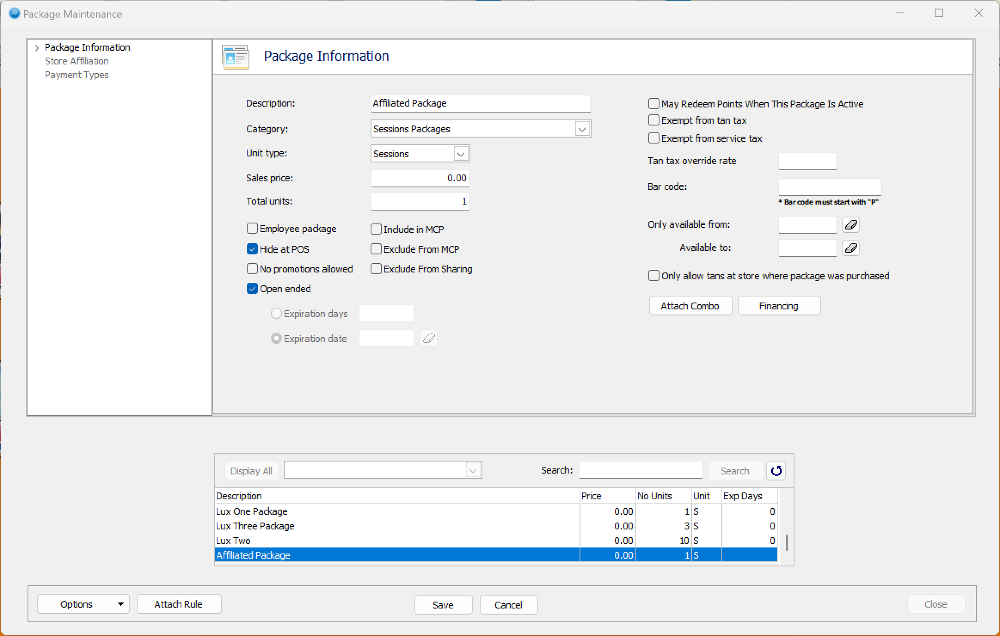 Package Maintenance
Package Information
Store Affiliation
Payment Types
Package Information
Description: Affiliated Package
Category: Sessions Packages
Unit type: Sessions
Sales price: 0.00
Total units: 1
Employee package Include in MCP
Hide at POS Exclude From MCP
No promotions allowed Exclude From Sharing
Open ended
Expiration days
Expiration date
May Redeem Points When This Package Is Active
Exempt from tan tax
Exempt from service tax
Tan tax override rate
Bar code:
* Bar code must start with "P"
Only available from:
Available to:
Only allow tans at store where package was purchased
Attach Combo Financing
Display All Search: Search
Description Price No Units Unit Exp Days
Lux One Package 0.00 1 S 0
Lux Three Package 0.00 3 S 0
Lux Two 0.00 10 S 0
Affiliated Package 0.00 1 S
Options Attach Rule Save Cancel Close